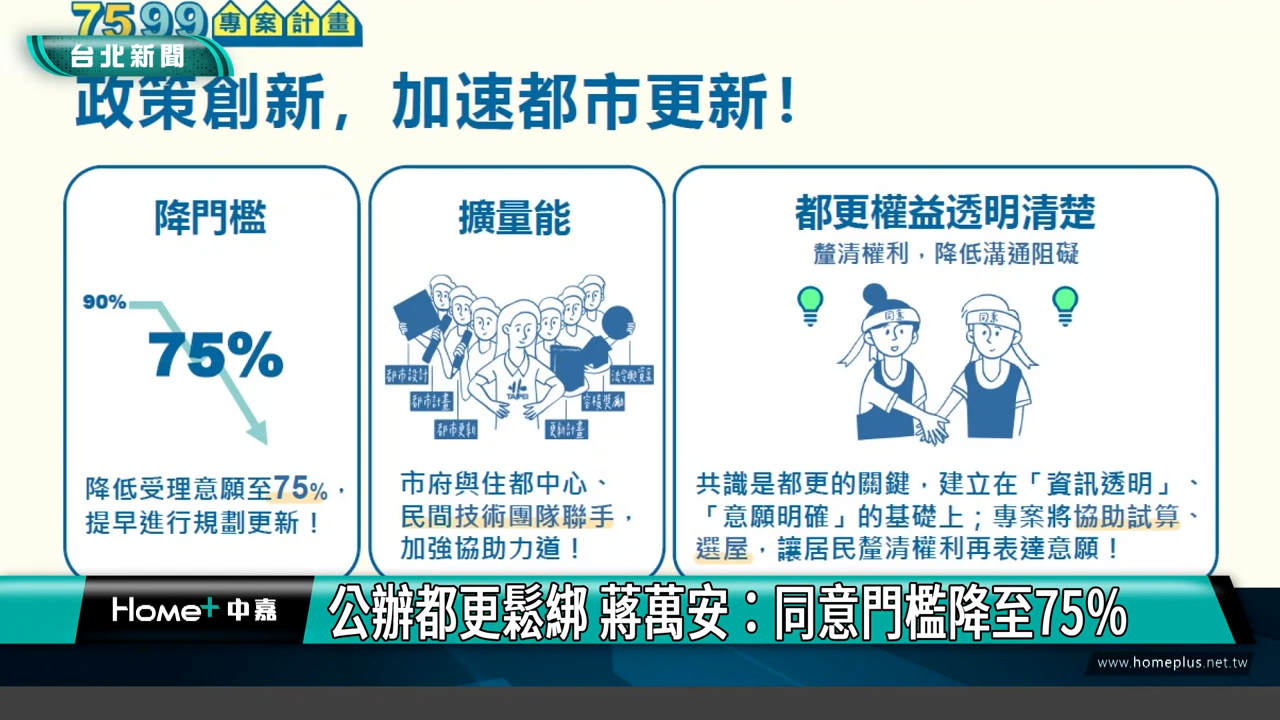 7599專案計畫
台北新聞
政策創新，加速都市更新！
降門檻
90%
75%
降低受理意願至75%，
提早進行規劃更新！
擴量能
都市設計
都市計畫
都市更新
TAIPEI
法令與資金
容積獎勵
更新計畫
市府與住都中心、
民間技術團隊聯手，
加強協助力道！
都更權益透明清楚
釐清權利，降低溝通阻礙
同意
同意
共識是都更的關鍵，建立在「資訊透明」、
「意願明確」的基礎上；專案將協助試算、
選屋，讓居民釐清權利再表達意願！
Home+中嘉
公辦都更鬆綁 蔣萬安：同意門檻降至75%
www.homeplus.net.tw